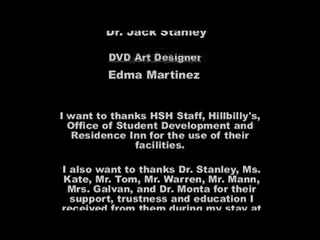 Dr. Jack Stanley
DVD Art Designer
Edma Martinez
I want to thanks HSH Staff, Hillbilly's,
Office of Student Development and
Residence Inn for the use of their
facilities.
I also want to thanks Dr. Stanley, Ms.
Kate, Mr. Tom, Mr. Warren, Mr. Mann,
Mrs. Galvan, and Dr. Monta for their
support, trustness and education I
received from them during my stay at